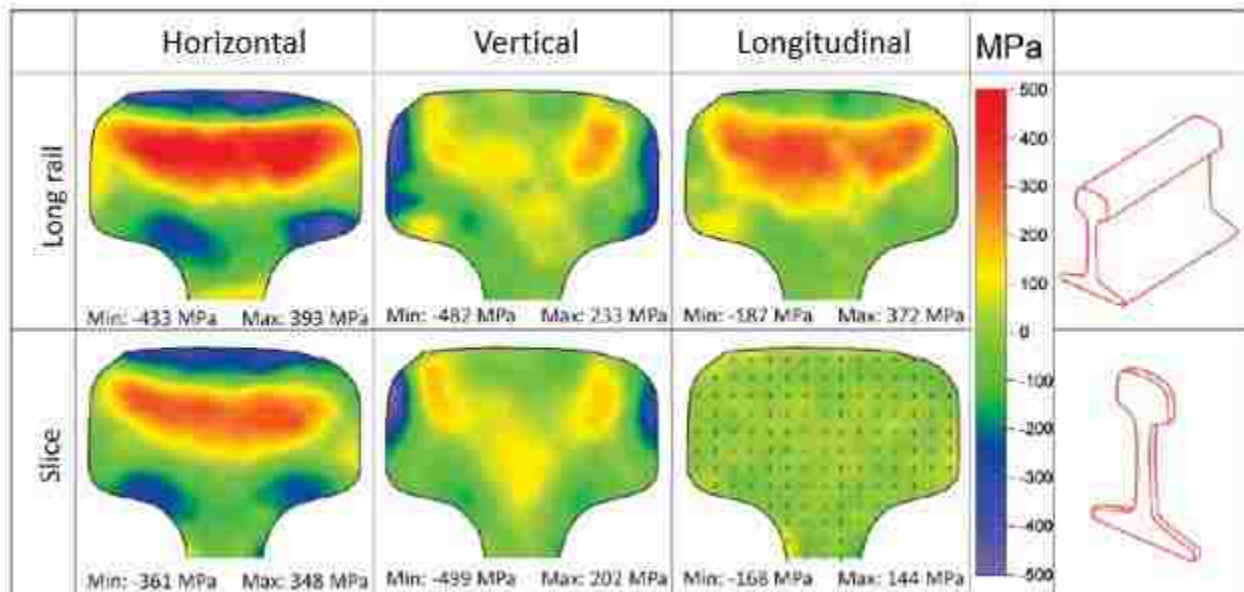 Horizontal Vertical Longitudinal MPa
Long rail
Min: -433 MPa Max: 393 MPa Min: -482 MPa Max: 233 MPa Min: -187 MPa Max: 372 MPa
Slice
Min: -361 MPa Max: 348 MPa Min: -499 MPa Max: 202 MPa Min: -168 MPa Max: 144 MPa
500
400
300
200
100
0
-100
-200
-300
-400
-500